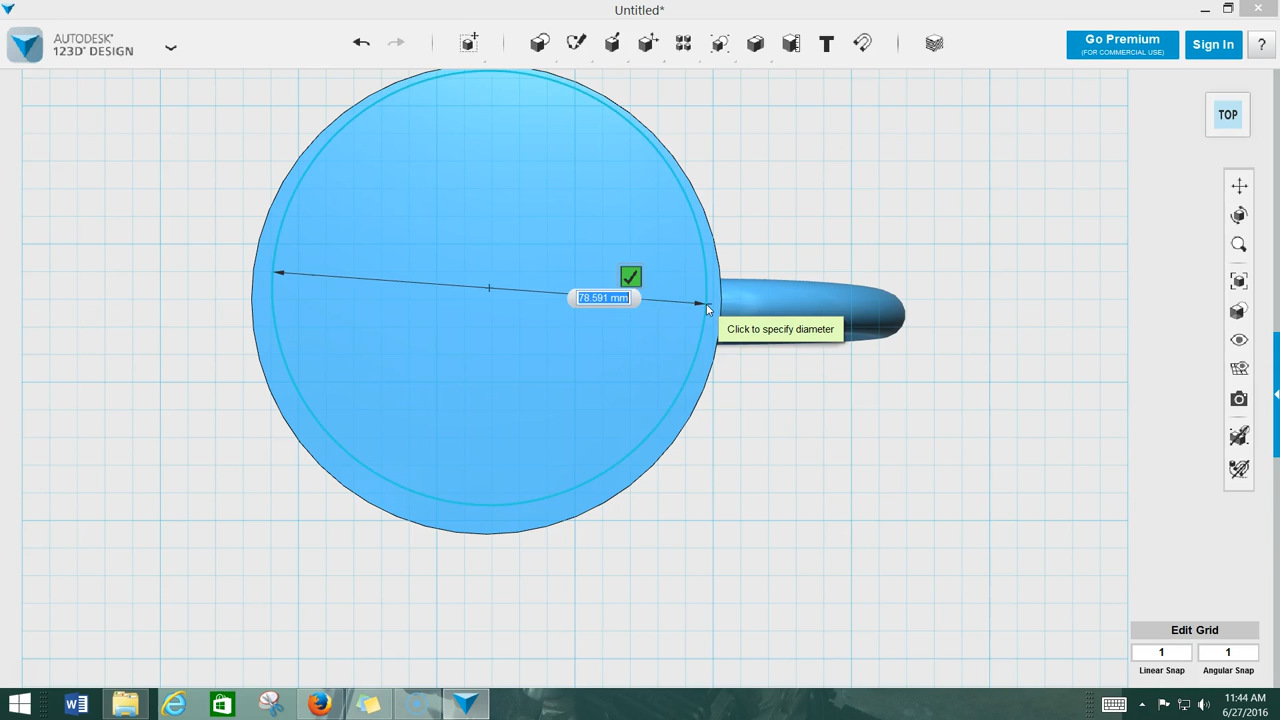 Untitled*
AUTODESK
123D® DESIGN
Go Premium
(FOR COMMERCIAL USE)
Sign In
?
T
TOP
78.591 mm
Click to specify diameter
Edit Grid
1
1
Linear Snap
Angular Snap
11:44 AM
6/27/2016